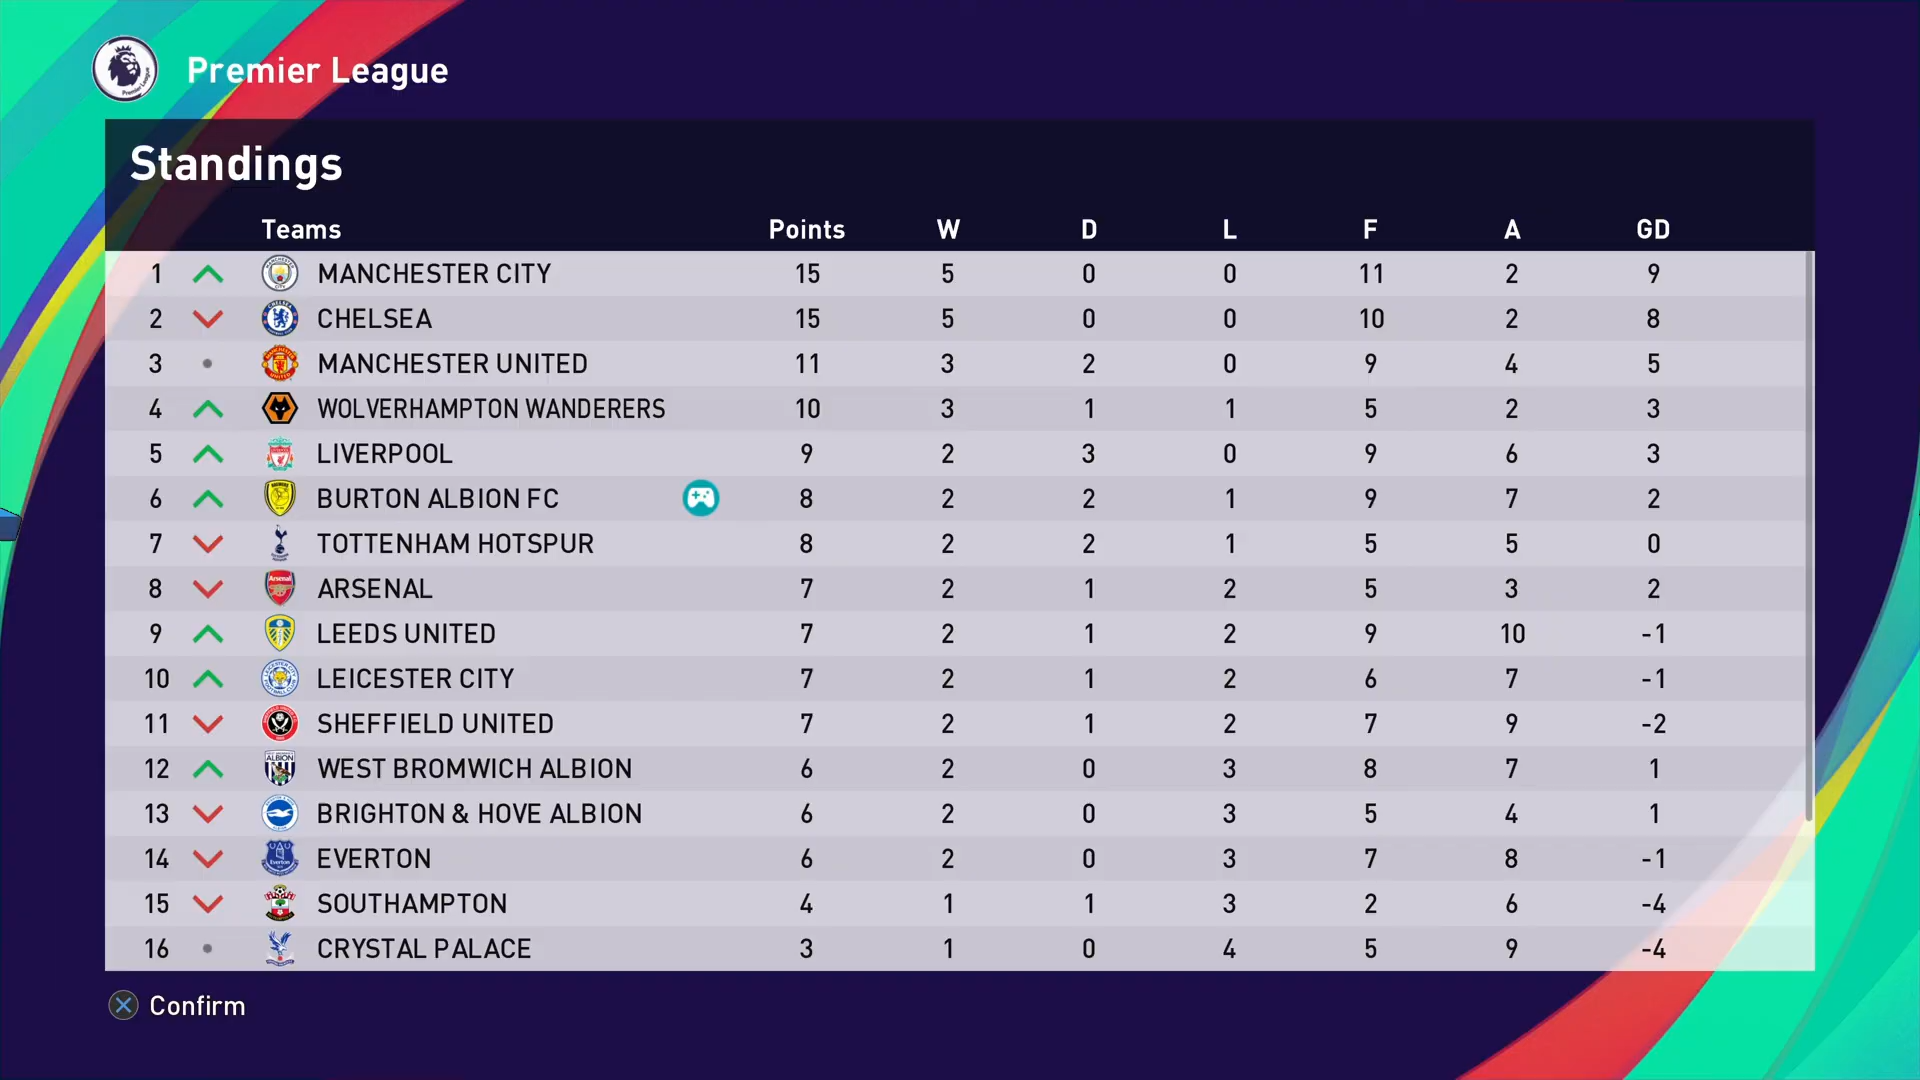 Premier League
Standings
Teams Points W D L F A GD
1 MANCHESTER CITY 15 5 0 0 11 2 9
2 CHELSEA 15 5 0 0 10 2 8
3 MANCHESTER UNITED 11 3 2 0 9 4 5
4 WOLVERHAMPTON WANDERERS 10 3 1 1 5 2 3
5 LIVERPOOL 9 2 3 0 9 6 3
6 BURTON ALBION FC 8 2 2 1 9 7 2
7 TOTTENHAM HOTSPUR 8 2 2 1 5 5 0
8 ARSENAL 7 2 1 2 5 3 2
9 LEEDS UNITED 7 2 1 2 9 10 -1
10 LEICESTER CITY 7 2 1 2 6 7 -1
11 SHEFFIELD UNITED 7 2 1 2 7 9 -2
12 WEST BROMWICH ALBION 6 2 0 3 8 7 1
13 BRIGHTON & HOVE ALBION 6 2 0 3 5 4 1
14 EVERTON 6 2 0 3 7 8 -1
15 SOUTHAMPTON 4 1 1 3 2 6 -4
16 CRYSTAL PALACE 3 1 0 4 5 9 -4
Confirm